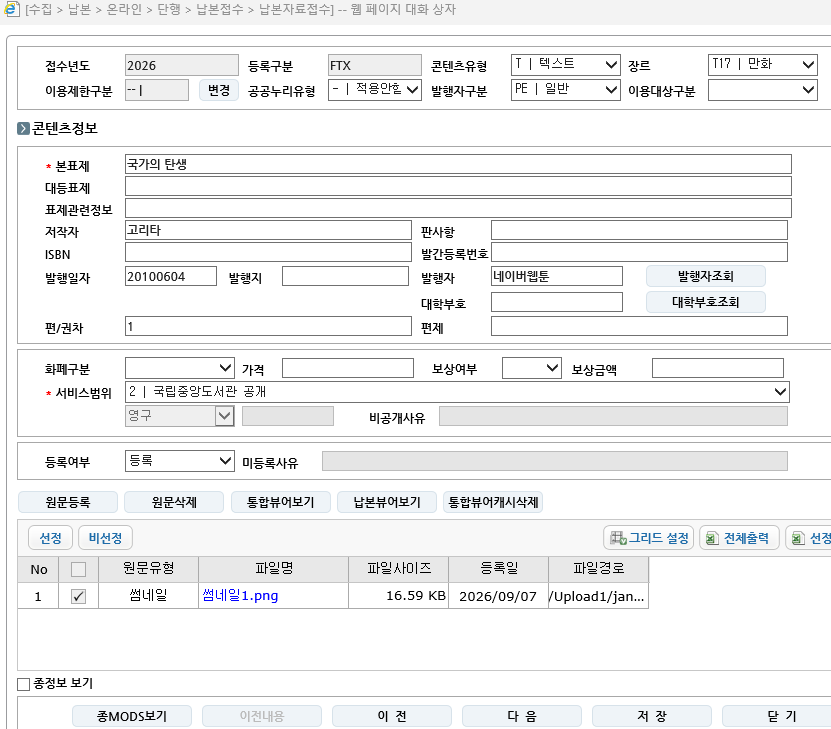 [수집 > 납본 > 온라인 > 단행 > 납본접수 > 납본자료접수] -- 웹 페이지 대화 상자
접수년도 2026 등록구분 FTX 콘텐츠유형 T | 텍스트 장르 T17 | 만화
이용제한구분 -- | 변경 공공누리유형 - | 적용안함 발행자구분 PE | 일반 이용대상구분
콘텐츠정보
* 본표제 국가의 탄생
대등표제
표제관련정보
저작자 고리타 판사항
ISBN 발간등록번호
발행일자 20100604 발행지 발행자 네이버웹툰 발행자조회
대학부호 대학부호조회
편/권차 1 편제
화폐구분 가격 보상여부 보상금액
* 서비스범위 2 | 국립중앙도서관 공개
영구 비공개사유
등록여부 등록 미등록사유
원문등록 원문삭제 통합뷰어보기 납본뷰어보기 통합뷰어캐시삭제
선정 비선정 그리드 설정 전체출력 선정
No 원문유형 파일명 파일사이즈 등록일 파일경로
1 썸네일 썸네일1.png 16.59 KB 2026/09/07 /Upload1/jan...
종정보 보기
종MODS보기 이전내용 이 전 다 음 저 장 닫 기